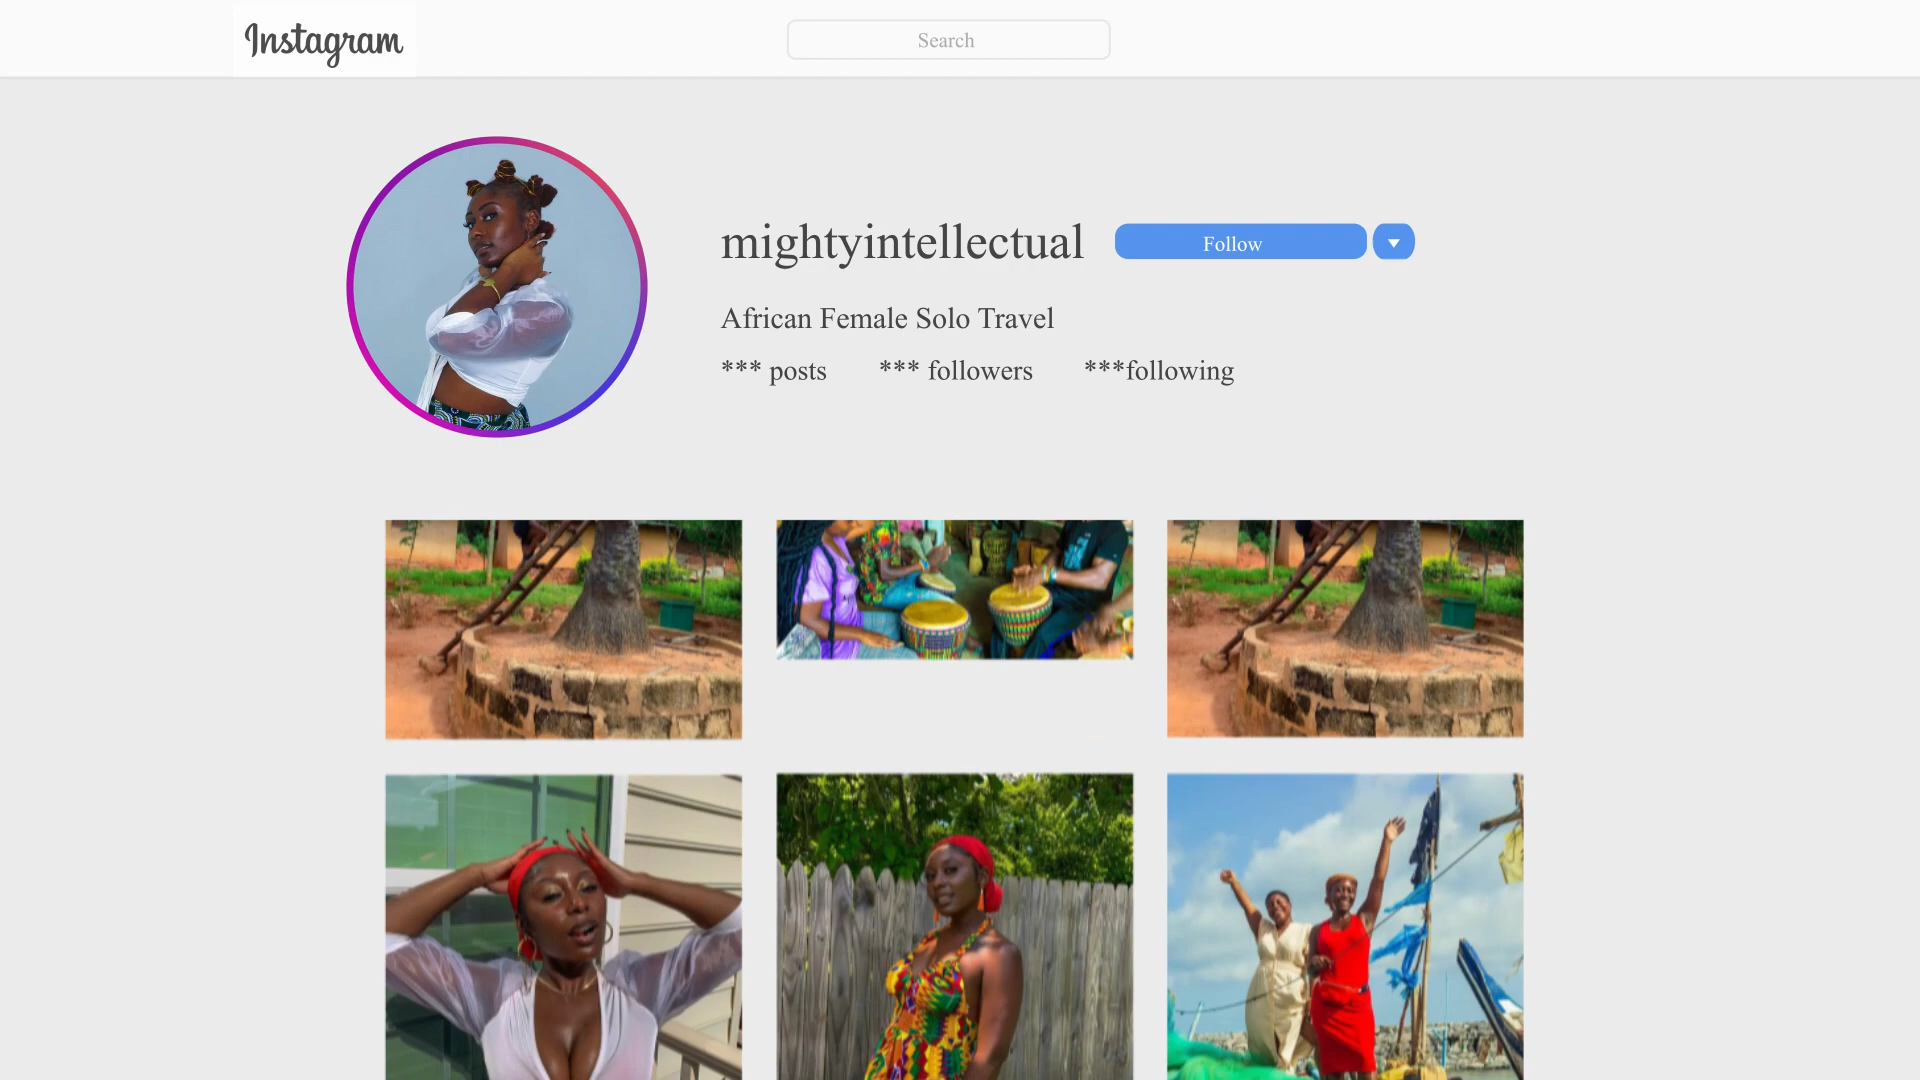 Instagram
Search
mightyintellectual
Follow
African Female Solo Travel
*** posts
*** followers
***following